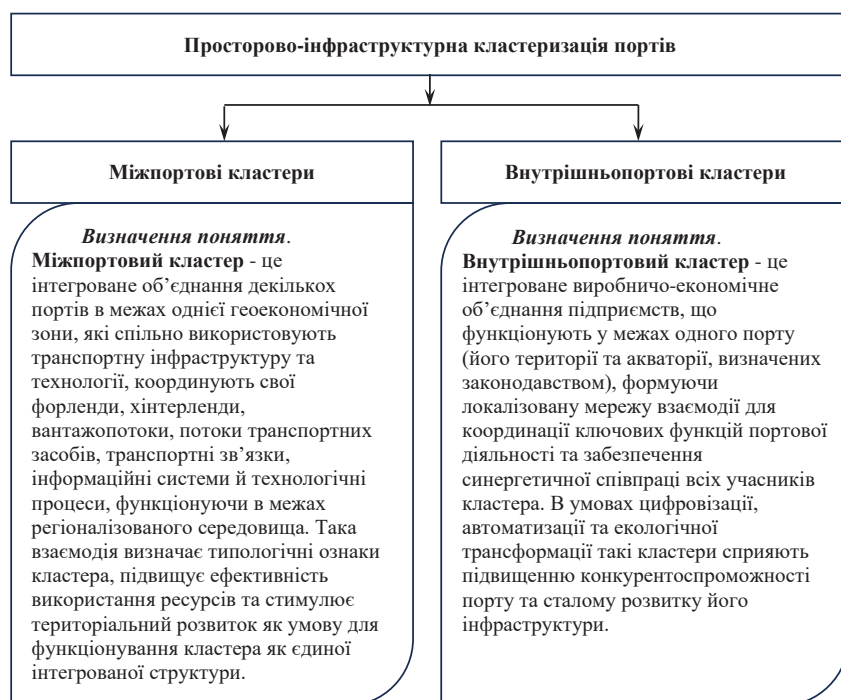 Просторово-інфраструктурна кластеризація портів
Міжпортові кластери
Визначення поняття.
Міжпортовий кластер - це
інтегроване об’єднання декількох
портів в межах однієї геоекономічної
зони, які спільно використовують
транспортну інфраструктуру та
технології, координують свої
форленди, хінтерленди,
вантажопотоки, потоки транспортних
засобів, транспортні зв’язки,
інформаційні системи й технологічні
процеси, функціонуючи в межах
регіоналізованого середовища. Така
взаємодія визначає типологічні ознаки
кластера, підвищує ефективність
використання ресурсів та стимулює
територіальний розвиток як умову для
функціонування кластера як єдиної
інтегрованої структури.
Внутрішньопортові кластери
Визначення поняття.
Внутрішньопортовий кластер - це
інтегроване виробничо-економічне
об’єднання підприємств, що
функціонують у межах одного порту
(його території та акваторії, визначених
законодавством), формуючи
локалізовану мережу взаємодії для
координації ключових функцій портової
діяльності та забезпечення
синергетичної співпраці всіх учасників
кластера. В умовах цифровізації,
автоматизації та екологічної
трансформації такі кластери сприяють
підвищенню конкурентоспроможності
порту та сталому розвитку його
інфраструктури.